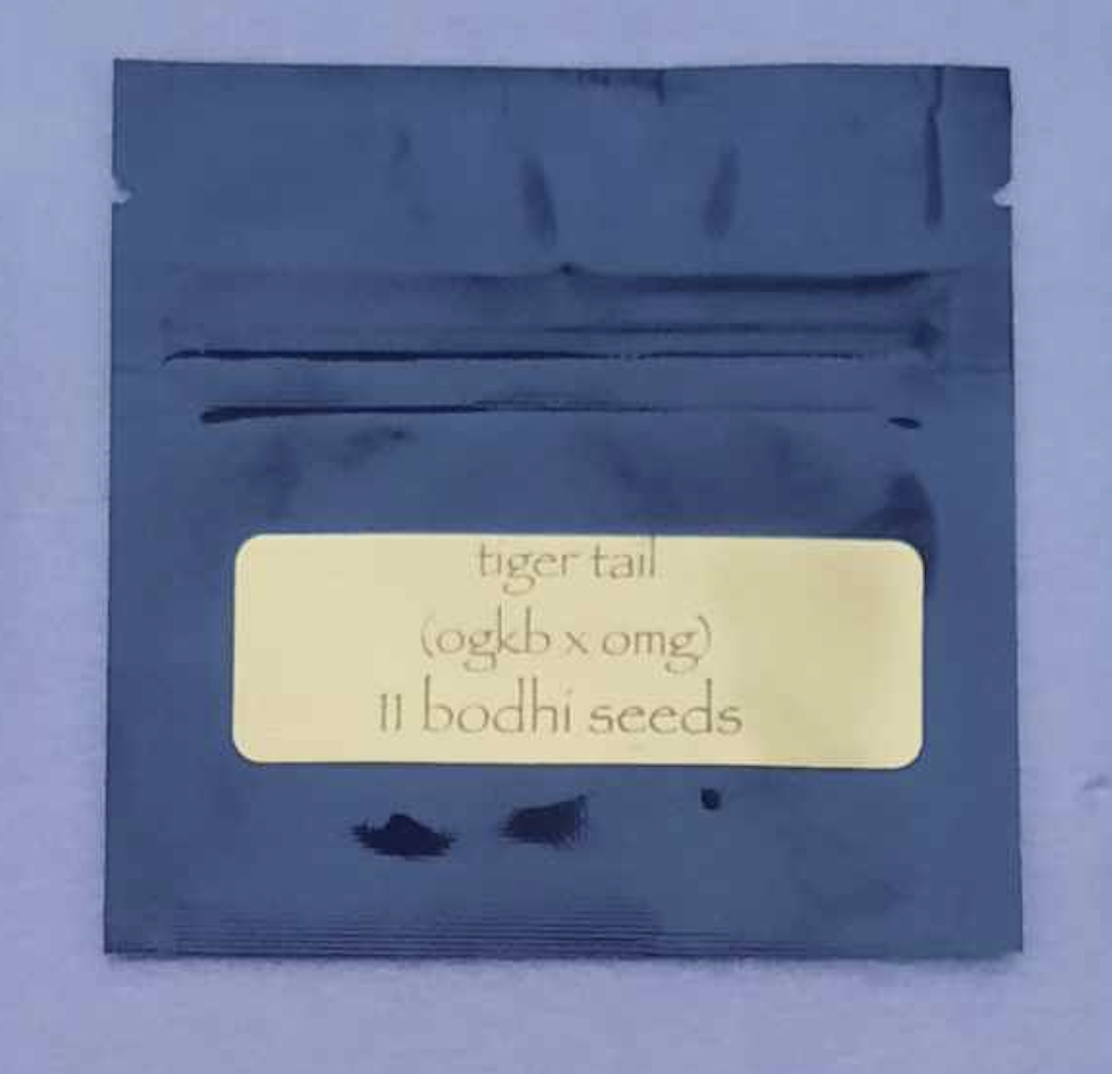 tiger tail
(ogkb x omg)
11 bodhi seeds